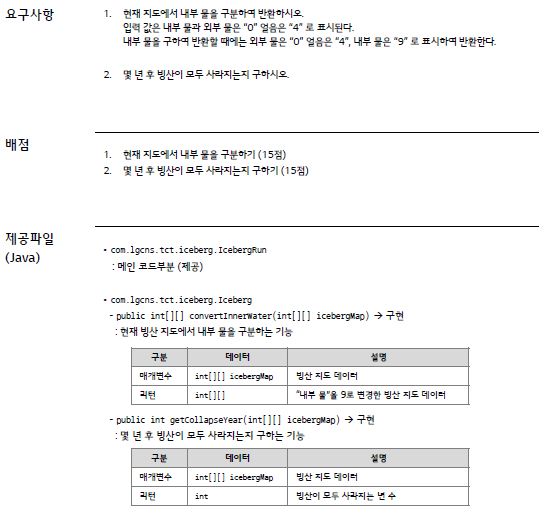 요구사항
1. 현재 지도에서 내부 물을 구분하여 반환하시오.
입력 값은 내부 물과 외부 물은 “0” 얼음은 “4” 로 표시된다.
내부 물을 구하여 반환할 때에는 외부 물은 “0” 얼음은 “4”, 내부 물은 “9” 로 표시하여 반환한다.
2. 몇 년 후 빙산이 모두 사라지는지 구하시오.
배점
1. 현재 지도에서 내부 물을 구분하기 (15점)
2. 몇 년 후 빙산이 모두 사라지는지 구하기 (15점)
제공파일
(Java)
• com.lgcns.tct.iceberg.IcebergRun
: 메인 코드부분 (제공)
• com.lgcns.tct.iceberg.Iceberg
- public int[][] convertInnerWater(int[][] icebergMap) → 구현
: 현재 빙산 지도에서 내부 물을 구분하는 기능
구분 데이터 설명
매개변수 int[][] icebergMap 빙산 지도 데이터
리턴 int[][] “내부 물”을 9로 변경한 빙산 지도 데이터
- public int getCollapseYear(int[][] icebergMap) → 구현
: 몇 년 후 빙산이 모두 사라지는지 구하는 기능
구분 데이터 설명
매개변수 int[][] icebergMap 빙산 지도 데이터
리턴 int 빙산이 모두 사라지는 년 수